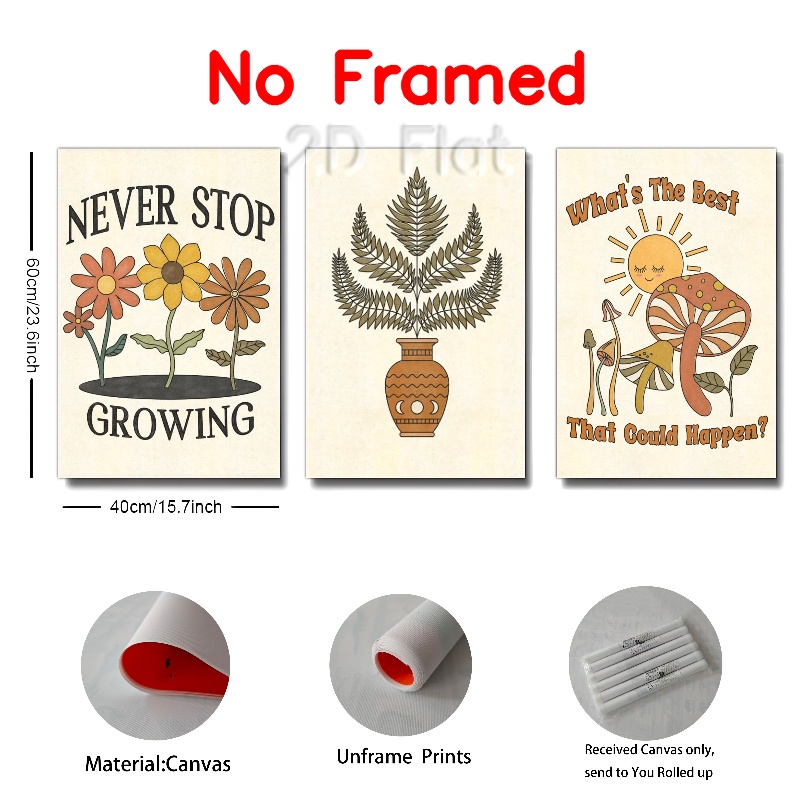 No Framed
2D Flat
NEVER STOP
GROWING
What's The Best
That Could Happen?
60cm/23.6inch
40cm/15.7inch
Material:Canvas
Unframe Prints
Received Canvas only,
send to You Rolled up